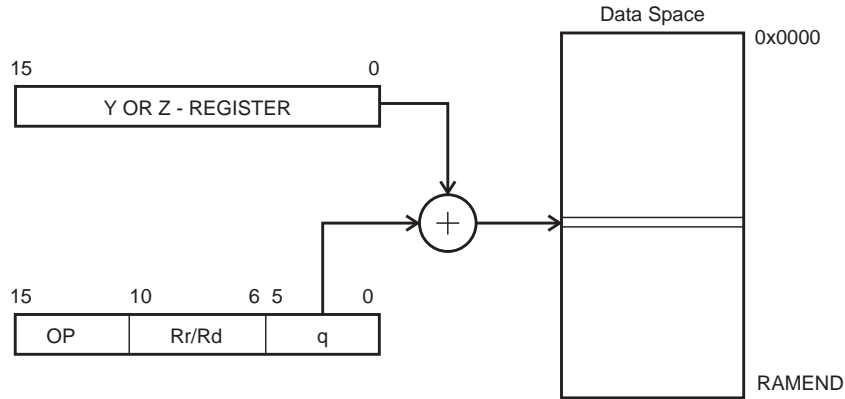 Data Space
0x0000
15 0
Y OR Z - REGISTER
+
15 10 6 5 0
OP Rr/Rd q
RAMEND